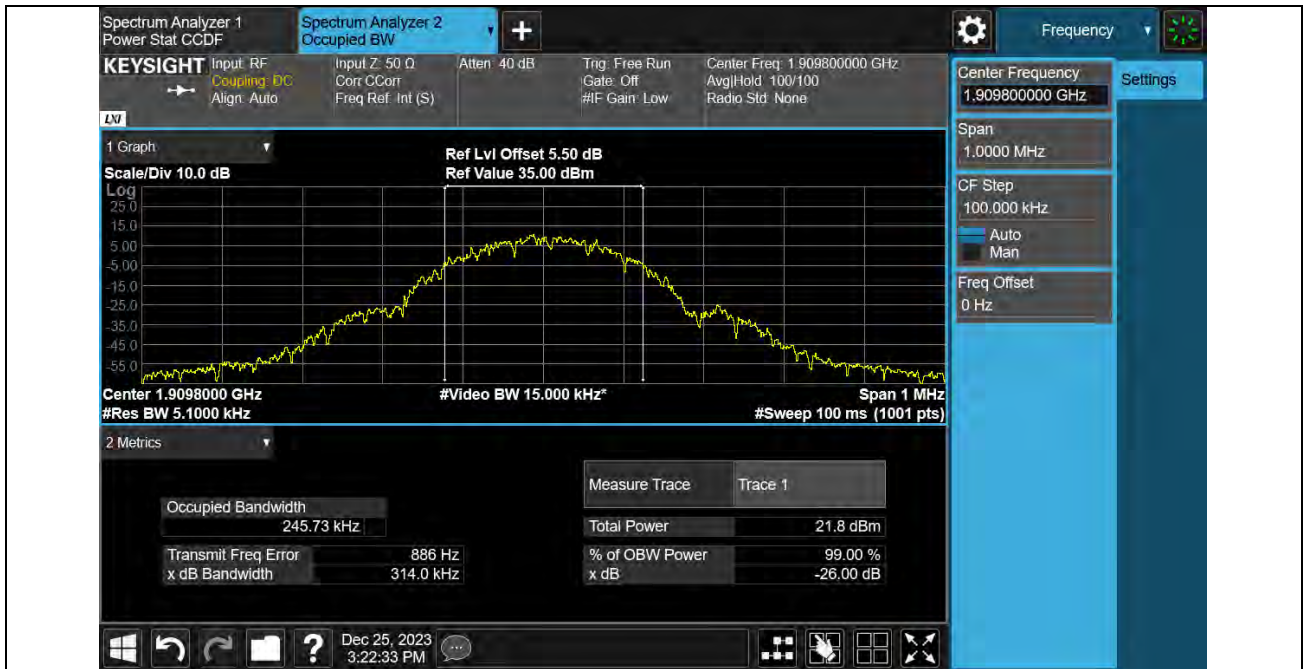 Spectrum Analyzer 1
Power Stat CCDF
Spectrum Analyzer 2
Occupied BW
Frequency
KEYSIGHT
Input: RF
Coupling: DC
Align: Auto
Input Z: 50 Ω
Corr CCorr
Freq Ref: Int (S)
Atten: 40 dB
Trig: Free Run
Gate: Off
#IF Gain: Low
Center Freq: 1.909800000 GHz
Avg|Hold: 100/100
Radio Std: None
LXI
Center Frequency
1.909800000 GHz
Settings
Span
1.0000 MHz
CF Step
100.000 kHz
Auto
Man
Freq Offset
0 Hz
1 Graph
Scale/Div 10.0 dB
Ref Lvl Offset 5.50 dB
Ref Value 35.00 dBm
Log
25.0
15.0
5.00
-5.00
-15.0
-25.0
-35.0
-45.0
-55.0
Center 1.9098000 GHz
#Video BW 15.000 kHz*
Span 1 MHz
#Res BW 5.1000 kHz
#Sweep 100 ms (1001 pts)
2 Metrics
Measure Trace Trace 1
Occupied Bandwidth
245.73 kHz
Total Power 21.8 dBm
Transmit Freq Error 886 Hz
% of OBW Power 99.00 %
x dB Bandwidth 314.0 kHz
x dB -26.00 dB
Dec 25, 2023
3:22:33 PM